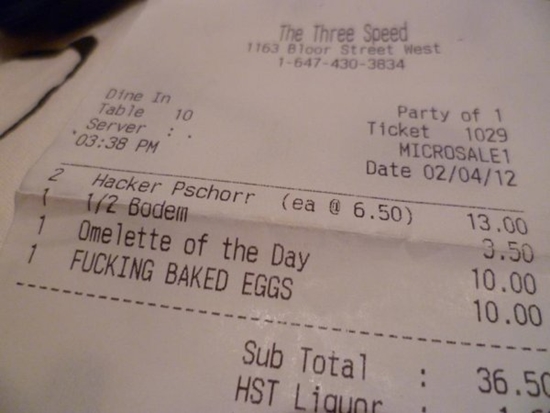 The Three Speed
1163 Bloor Street West
1-647-430-3834
Dine In
Table 10
Server : .
03:38 PM
Party of 1
Ticket 1029
MICROSALE1
Date 02/04/12
2 Hacker Pschorr (ea @ 6.50) 13.00
1 1/2 Bodem 3.50
1 Omelette of the Day 10.00
1 FUCKING BAKED EGGS 10.00
Sub Total : 36.50
HST Liquor :